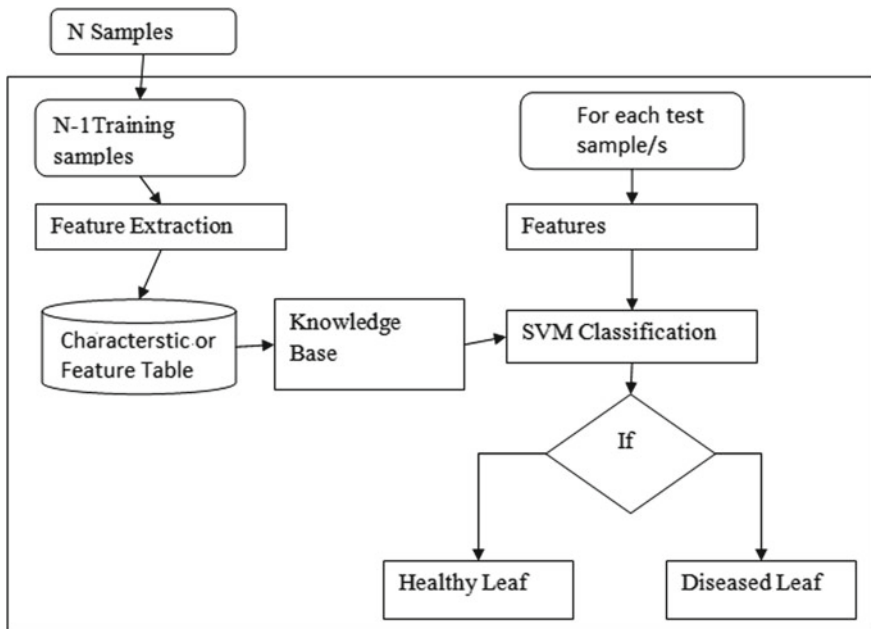 N Samples
N-1Training
samples
Feature Extraction
Characterstic or
Feature Table
Knowledge
Base
For each test
sample/s
Features
SVM Classification
If
Healthy Leaf
Diseased Leaf